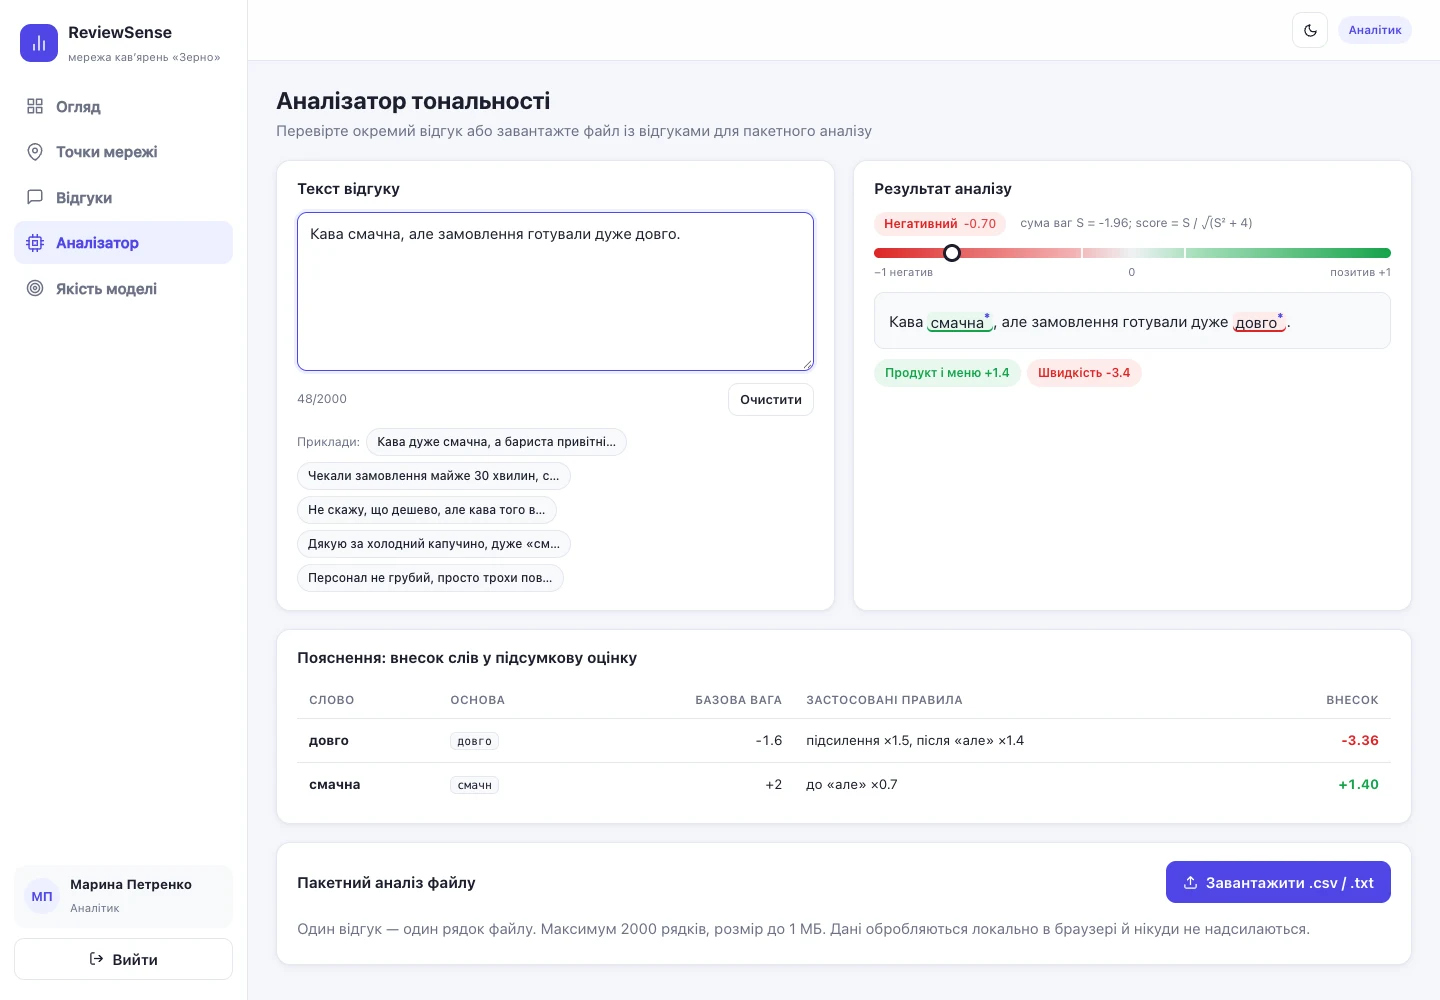 ReviewSense
мережа кав'ярень «Зерно»
Огляд
Точки мережі
Відгуки
Аналізатор
Якість моделі
Марина Петренко
МП
Аналітик
Вийти
Аналітик
Аналізатор тональності
Перевірте окремий відгук або завантажте файл із відгуками для пакетного аналізу
Текст відгуку
Кава смачна, але замовлення готували дуже довго.
48/2000
Очистити
Приклади:
Кава дуже смачна, а бариста привітні…
Чекали замовлення майже 30 хвилин, с…
Не скажу, що дешево, але кава того в…
Дякую за холодний капучино, дуже «см…
Персонал не грубий, просто трохи пов…
Результат аналізу
Негативний -0.70 сума ваг S = -1.96; score = S / √(S² + 4)
−1 негатив 0 позитив +1
Кава смачна*, але замовлення готували дуже довго*.
Продукт і меню +1.4 Швидкість -3.4
Пояснення: внесок слів у підсумкову оцінку
СЛОВО ОСНОВА БАЗОВА ВАГА ЗАСТОСОВАНІ ПРАВИЛА ВНЕСОК
довго довго -1.6 підсилення ×1.5, після «але» ×1.4 -3.36
смачна смачн +2 до «але» ×0.7 +1.40
Пакетний аналіз файлу
Завантажити .csv / .txt
Один відгук — один рядок файлу. Максимум 2000 рядків, розмір до 1 МБ. Дані обробляються локально в браузері й нікуди не надсилаються.